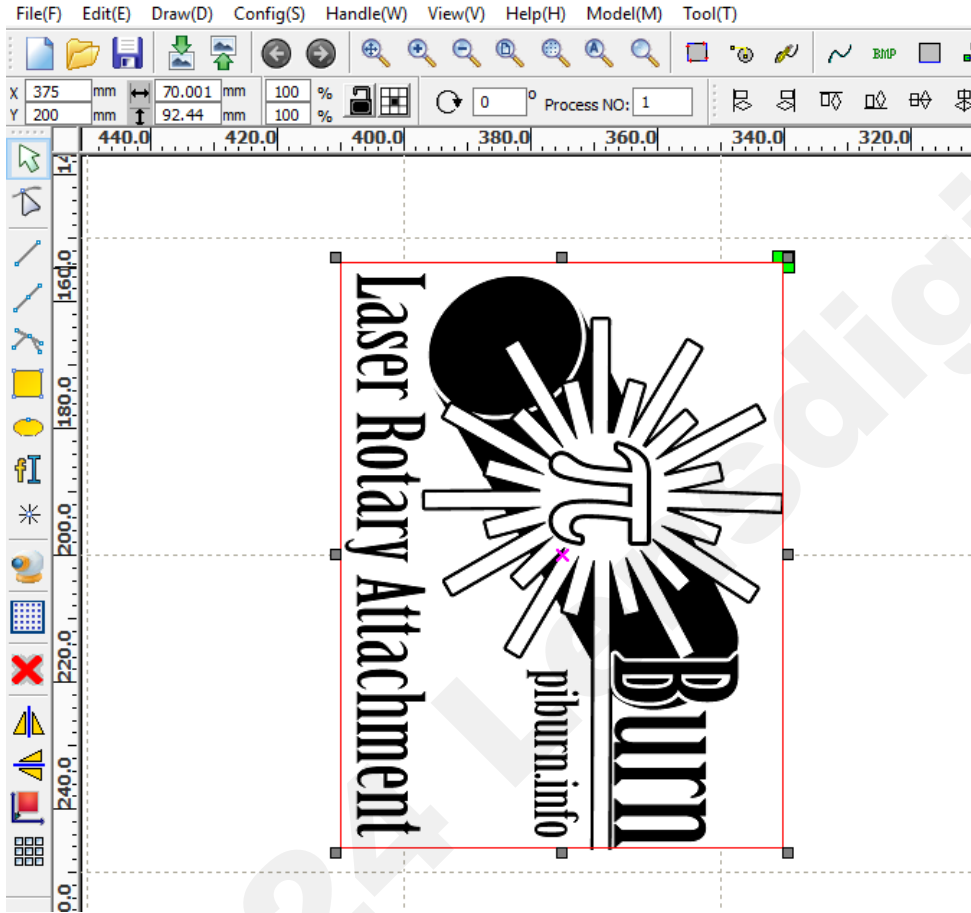 File(F) Edit(E) Draw(D) Config(S) Handle(W) View(V) Help(H) Model(M) Tool(T)
BMP
X 375 mm 70.001 mm 100 %
Y 200 mm 92.44 mm 100 %
0 ° Process NO: 1
440.0 420.0 400.0 380.0 360.0 340.0 320.0
160.0
180.0
200.0
220.0
240.0
Laser Rotary Attachment
π
Burn
piburn.info